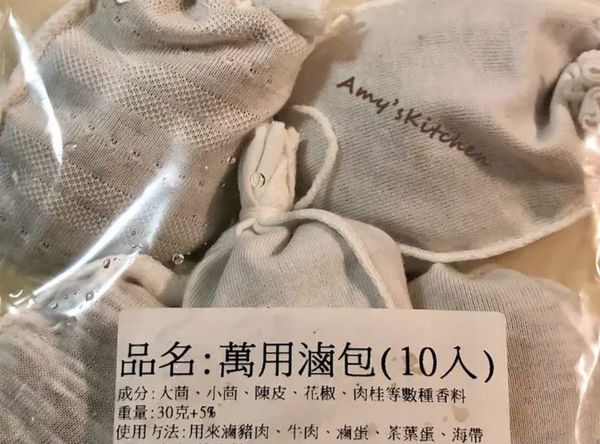 Amy'sKitchen
品名:萬用滷包(10入)
成分:大茴、小茴、陳皮、花椒、肉桂等數種香料
重量:30克+5%
使用方法:用來滷豬肉、牛肉、滷蛋、茶葉蛋、海帶